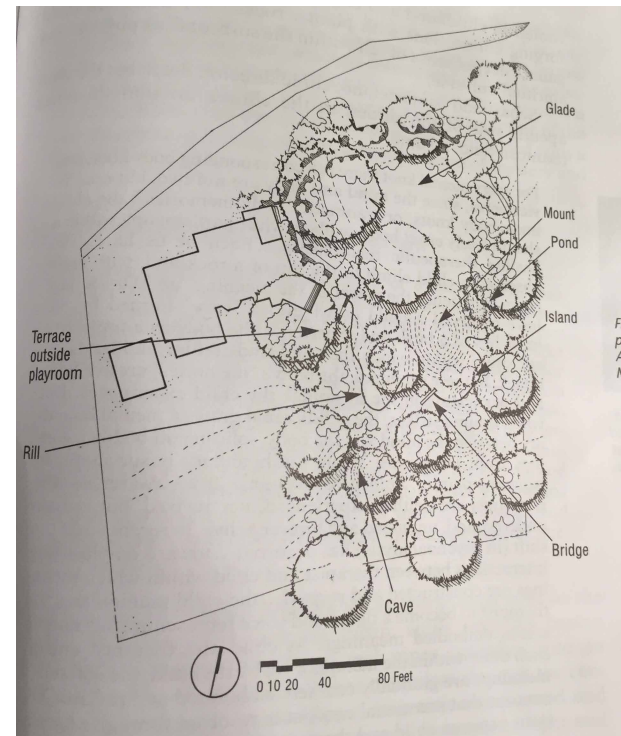 Glade
Mount
Pond
Island
Terrace
outside
playroom
Rill
Bridge
Cave
0 10 20 40 80 Feet